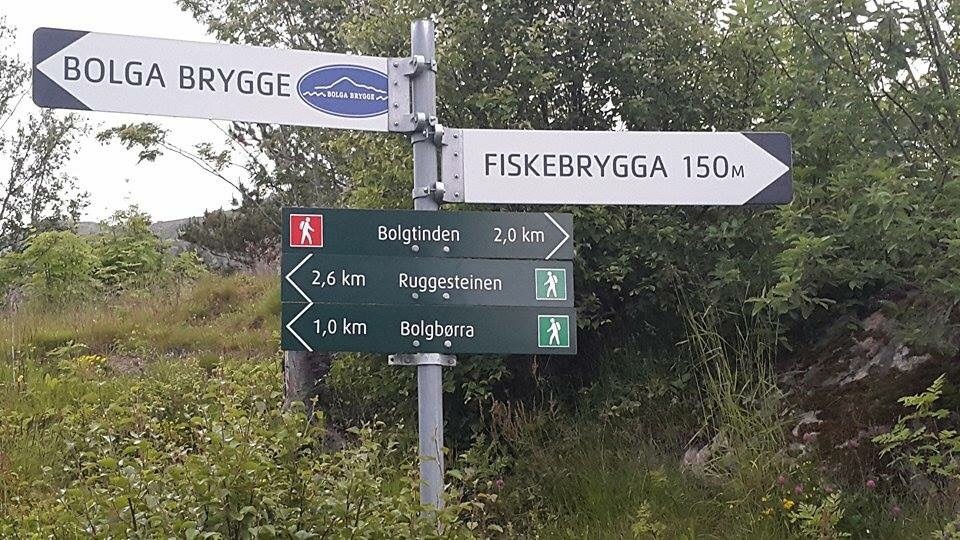 BOLGA BRYGGE
BOLGA BRYGGE
FISKEBRYGGA 150M
Bolgtinden 2,0 km
2,6 km Ruggesteinen
1,0 km Bolgbørra